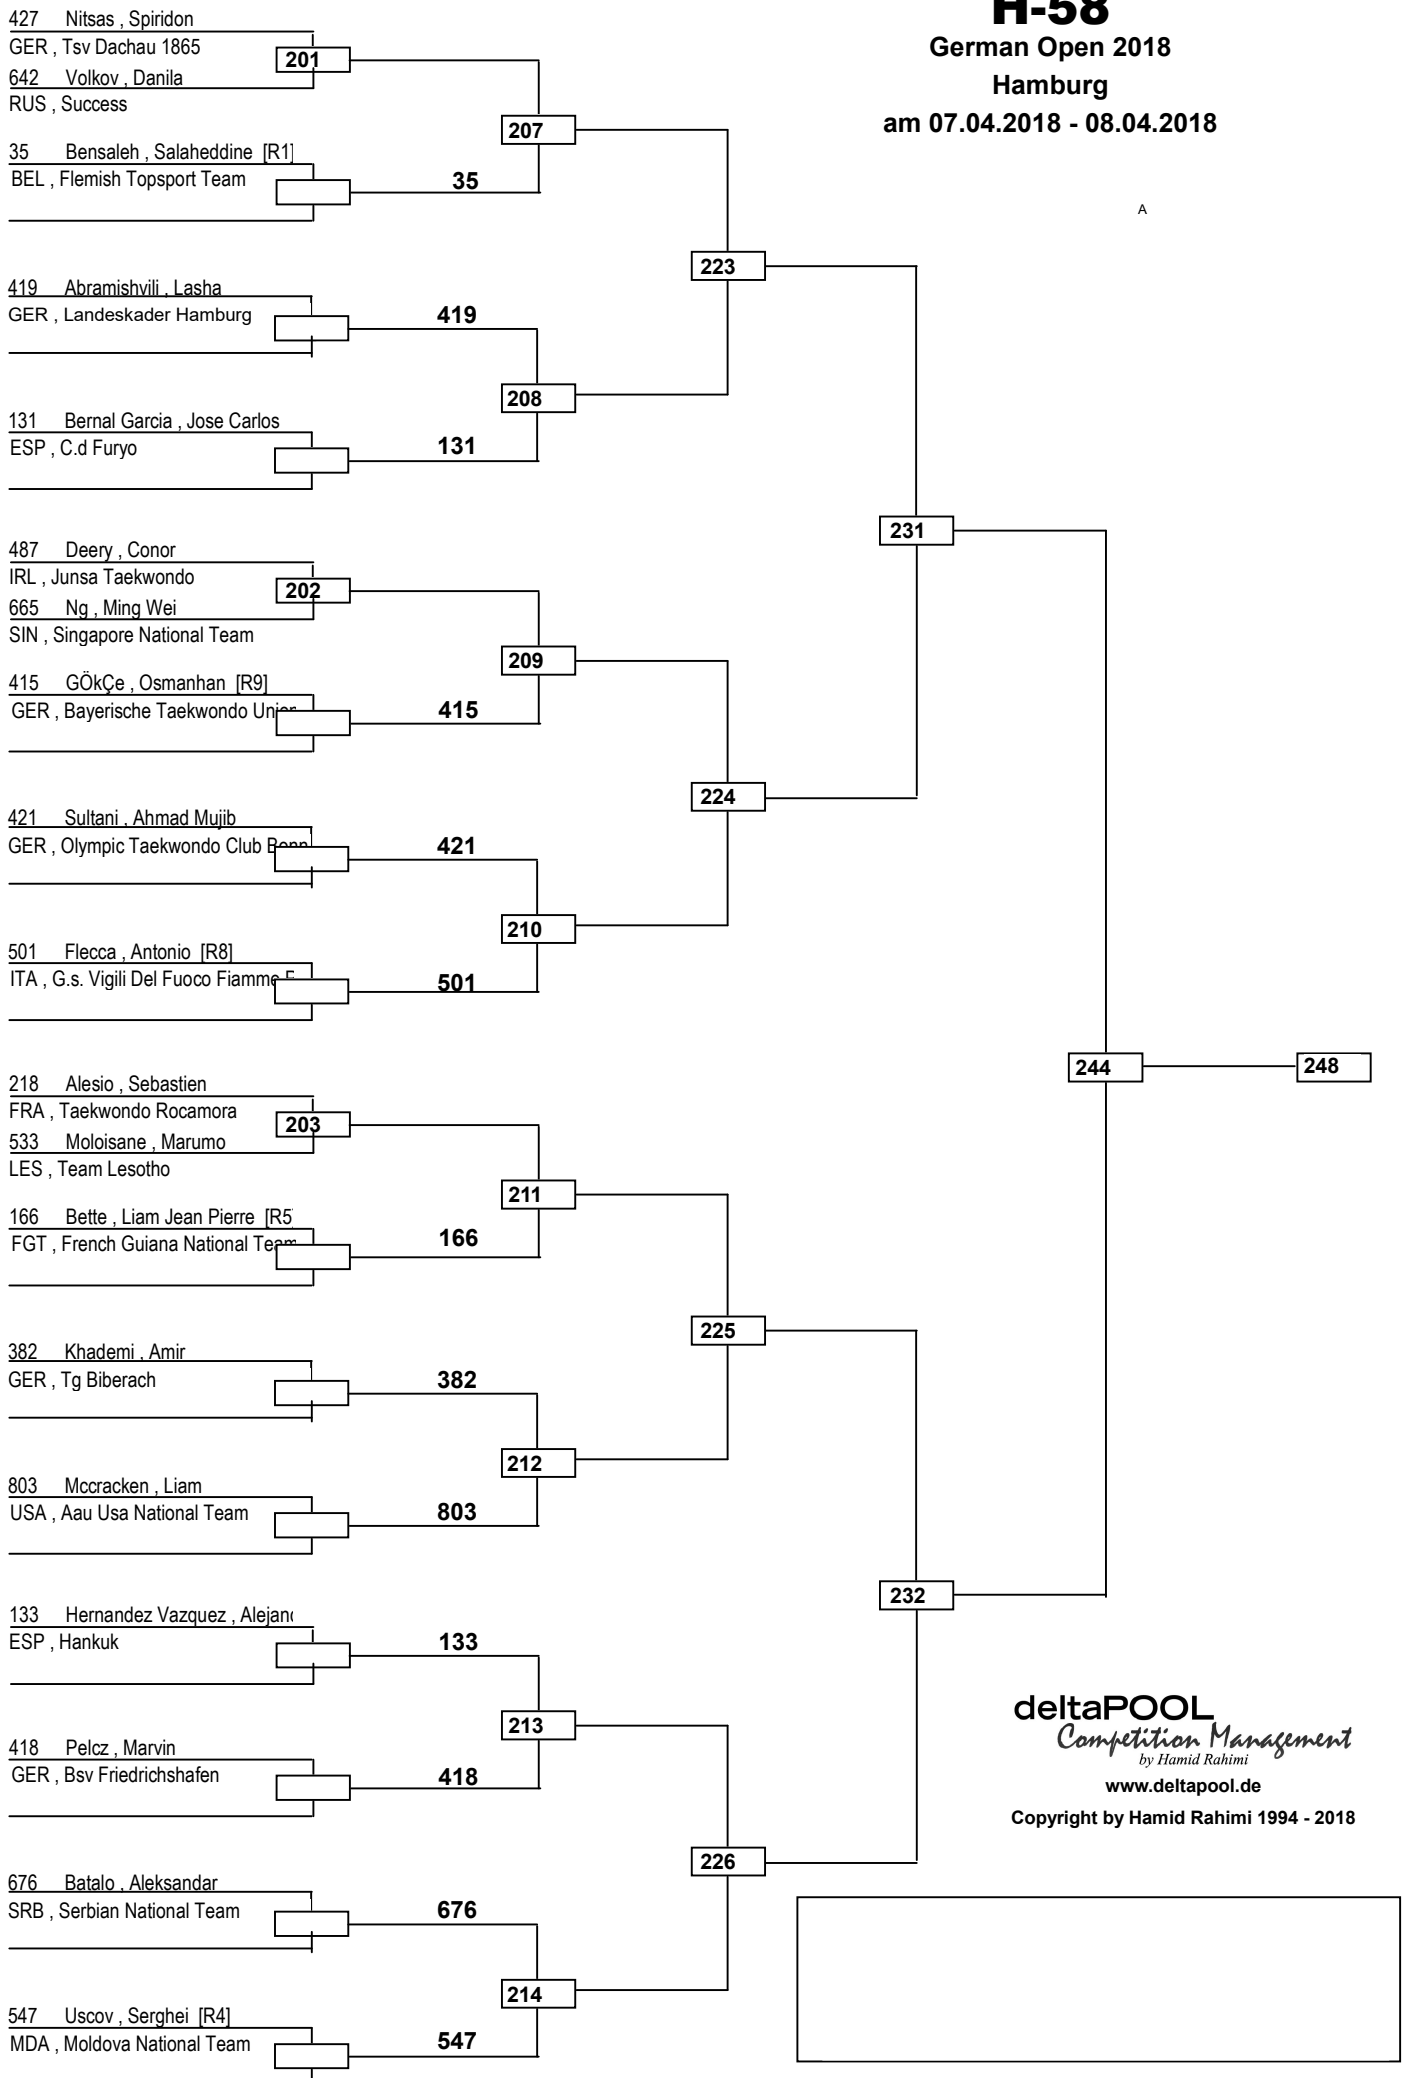 H-58
German Open 2018
Hamburg
am 07.04.2018 - 08.04.2018
A
427 Nitsas , Spiridon
GER , Tsv Dachau 1865
201
642 Volkov , Danila
RUS , Success
207
35 Bensaleh , Salaheddine [R1]
BEL , Flemish Topsport Team
35
223
419 Abramishvili , Lasha
GER , Landeskader Hamburg
419
208
131 Bernal Garcia , Jose Carlos
ESP , C.d Furyo
131
231
487 Deery , Conor
IRL , Junsa Taekwondo
202
665 Ng , Ming Wei
SIN , Singapore National Team
209
415 GÖkÇe , Osmanhan [R9]
GER , Bayerische Taekwondo Union
415
224
421 Sultani , Ahmad Mujib
GER , Olympic Taekwondo Club Bonn
421
210
501 Flecca , Antonio [R8]
ITA , G.s. Vigili Del Fuoco Fiamme
501
244
248
218 Alesio , Sebastien
FRA , Taekwondo Rocamora
203
533 Moloisane , Marumo
LES , Team Lesotho
211
166 Bette , Liam Jean Pierre [R5
FGT , French Guiana National Team
166
225
382 Khademi , Amir
GER , Tg Biberach
382
212
803 Mccracken , Liam
USA , Aau Usa National Team
803
232
133 Hernandez Vazquez , Alejand
ESP , Hankuk
133
213
418 Pelcz , Marvin
GER , Bsv Friedrichshafen
418
226
676 Batalo , Aleksandar
SRB , Serbian National Team
676
214
547 Uscov , Serghei [R4]
MDA , Moldova National Team
547
deltaPOOL
Competition Management
by Hamid Rahimi
www.deltapool.de
Copyright by Hamid Rahimi 1994 - 2018